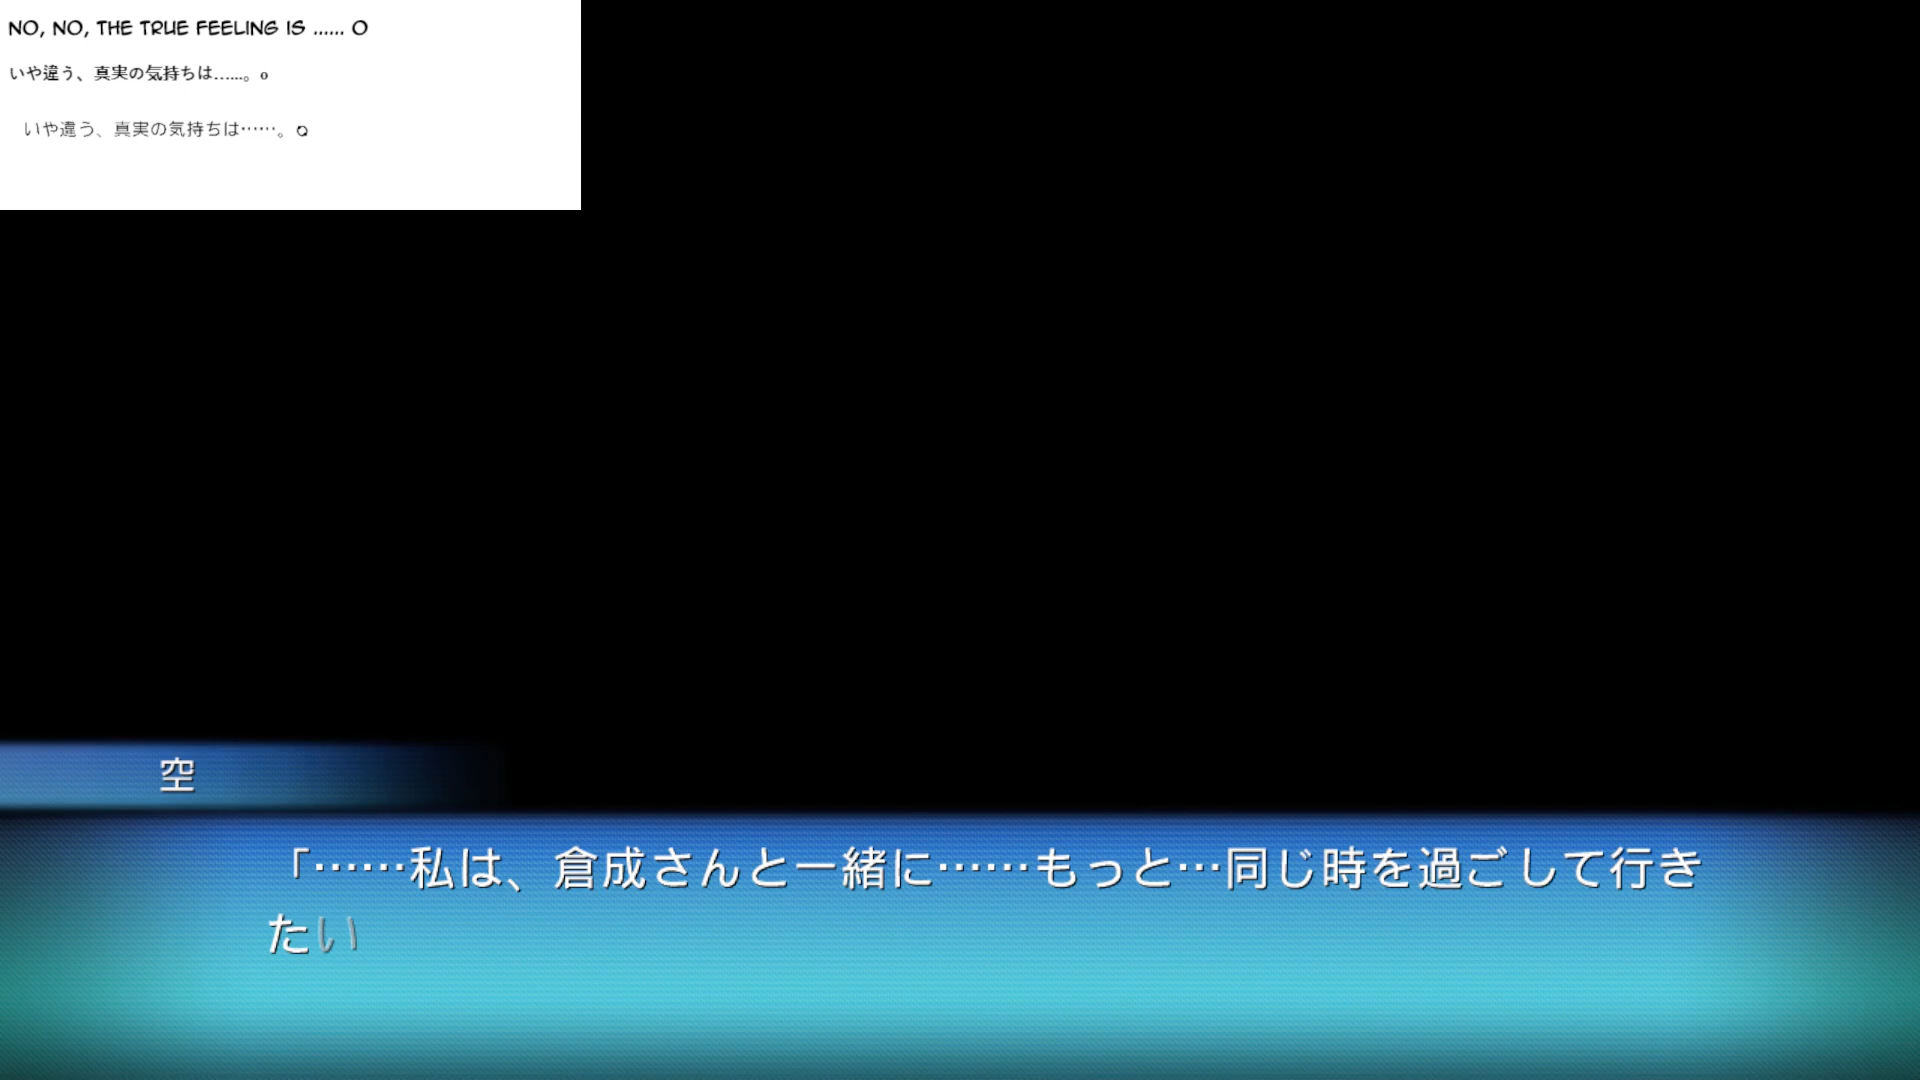 NO, NO, THE TRUE FEELING IS ...... O
いや違う、真実の気持ちは......。o
いや違う、真実の気持ちは……。o
空
「……私は、倉成さんと一緒に……もっと…同じ時を過ごして行き
たい